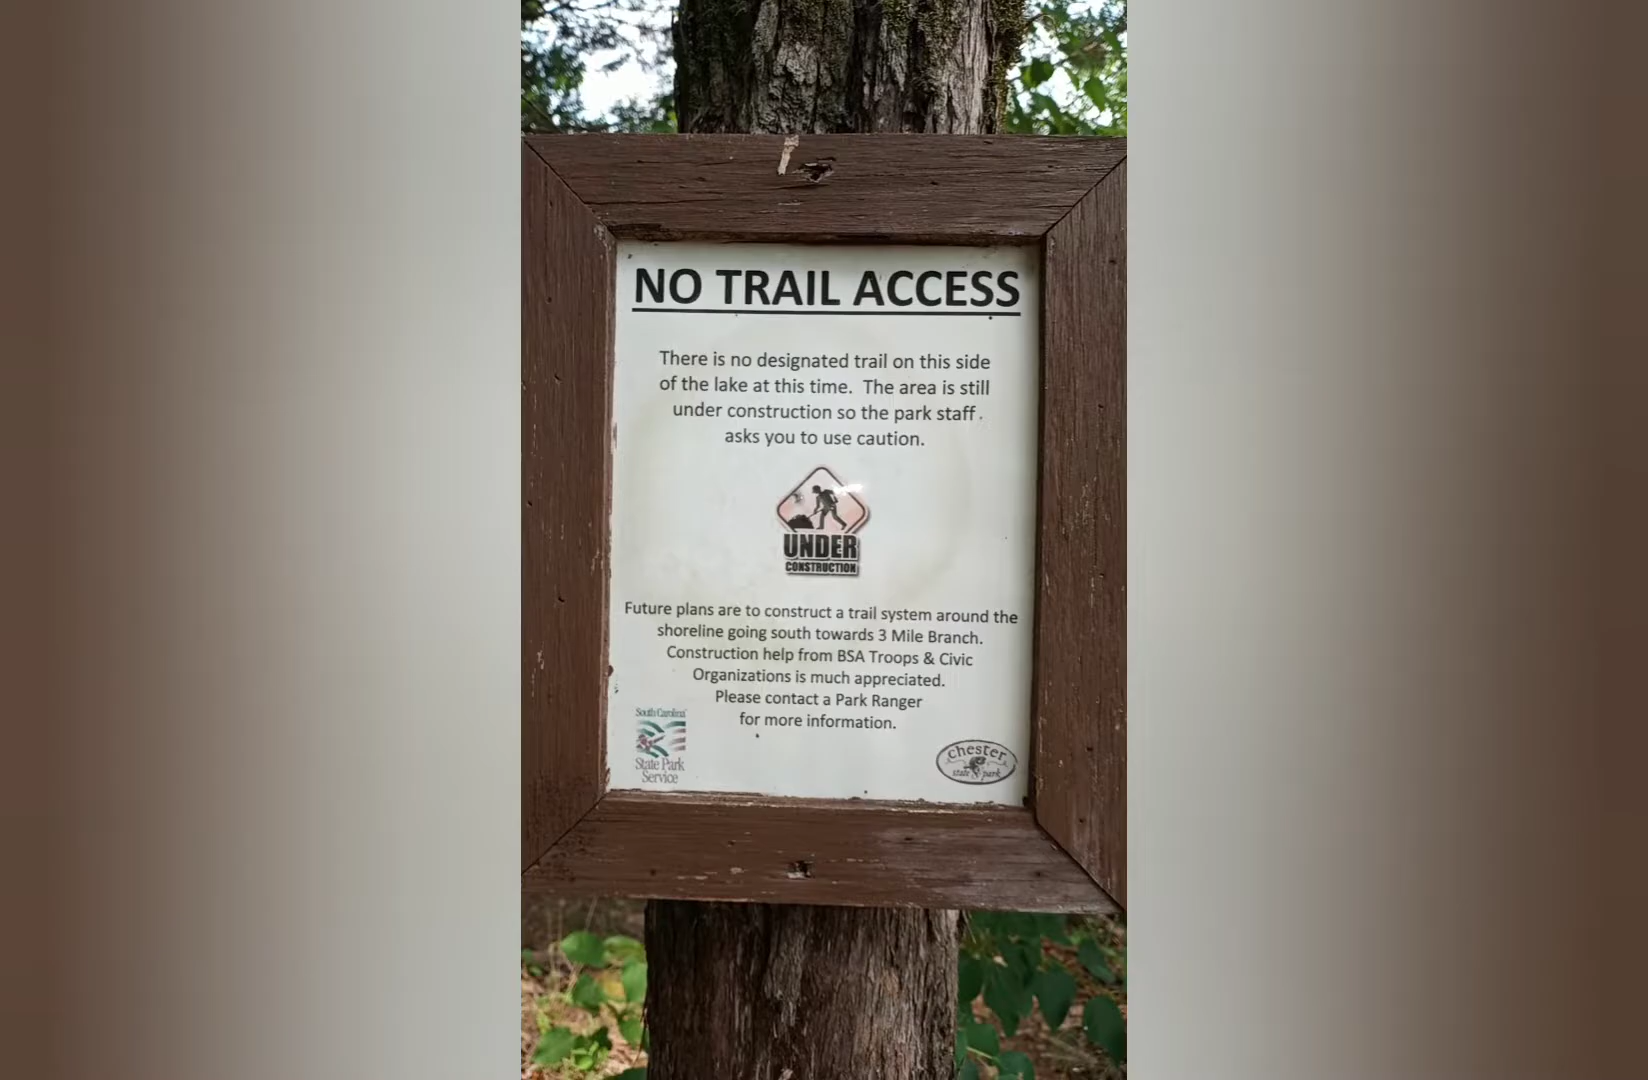 NO TRAIL ACCESS
There is no designated trail on this side
of the lake at this time.  The area is still
under construction so the park staff
asks you to use caution.
UNDER
CONSTRUCTION
Future plans are to construct a trail system around the
shoreline going south towards 3 Mile Branch.
Construction help from BSA Troops & Civic
Organizations is much appreciated.
Please contact a Park Ranger
for more information.
South Carolina
State Park
Service
chester
state park